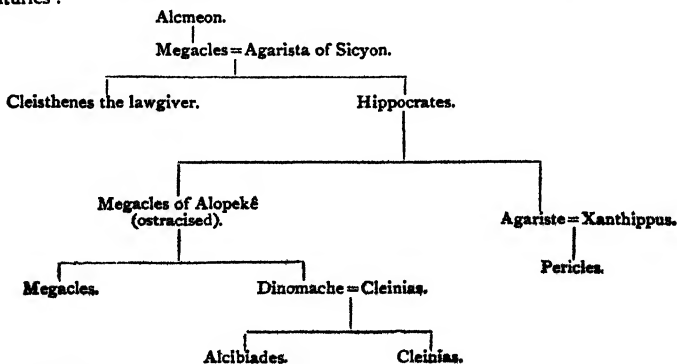 Alcmeon.
Megacles=Agarista of Sicyon.
Cleisthenes the lawgiver. Hippocrates.
Megacles of Alopekê
(ostracised).
Agariste=Xanthippus.
Pericles.
Megacles. Dinomache=Cleinias.
Alcibiades. Cleinias.